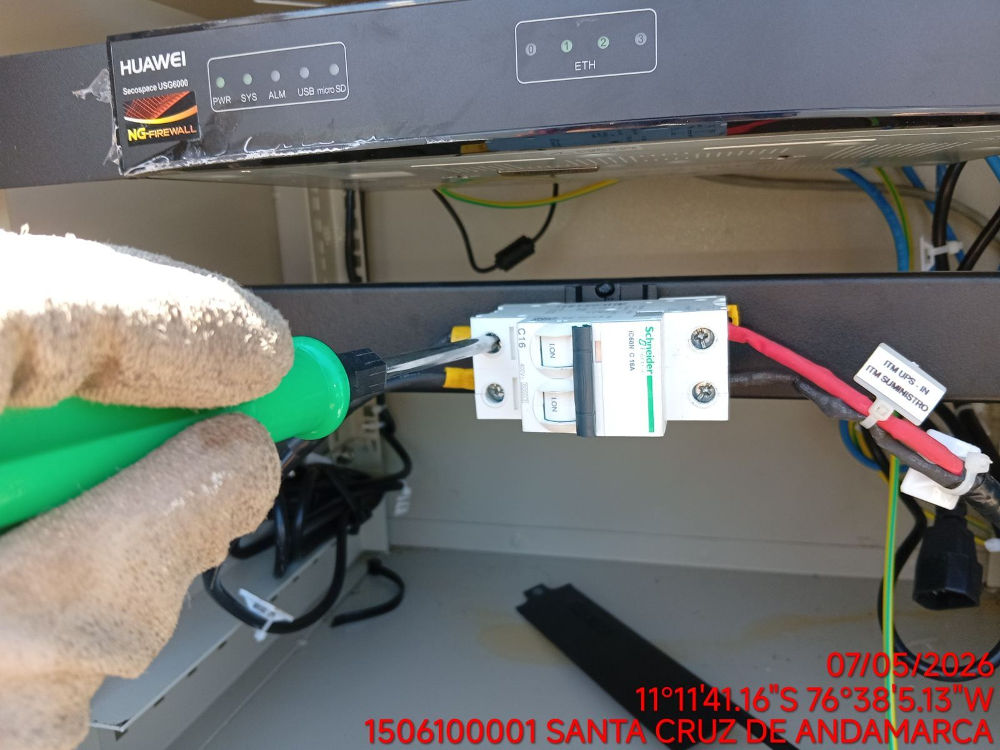 HUAWEI
Secospace USG6000
NG-FIREWALL
PWR SYS ALM USB micro SD
0 1 2 3
ETH
C16
400V~ 6000
I.ON
I.ON
Schneider
Electric
iC60N C 16A
ITM UPS - IN
ITM SUMINISTRO
07/05/2026
11°11'41.16"S 76°38'5.13"W
1506100001 SANTA CRUZ DE ANDAMARCA